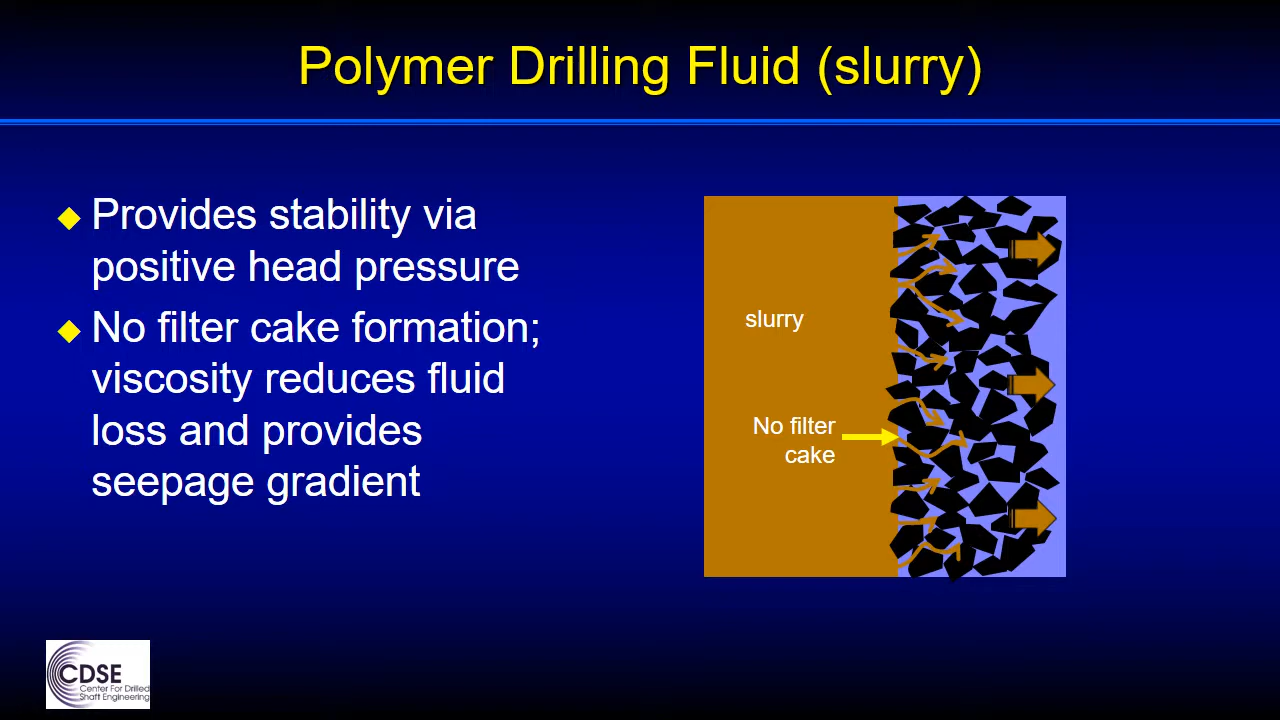 Polymer Drilling Fluid (slurry)
Provides stability via
positive head pressure
No filter cake formation;
viscosity reduces fluid
loss and provides
seepage gradient
slurry
No filter
cake
CDSE
Center For Drilled
Shaft Engineering